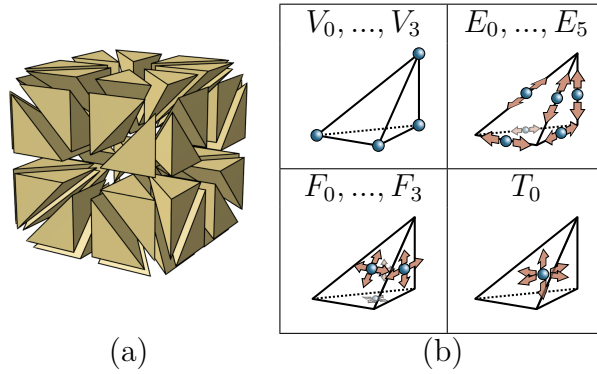 V₀, ..., V₃
E₀, ..., E₅
F₀, ..., F₃
T₀
(a)
(b)